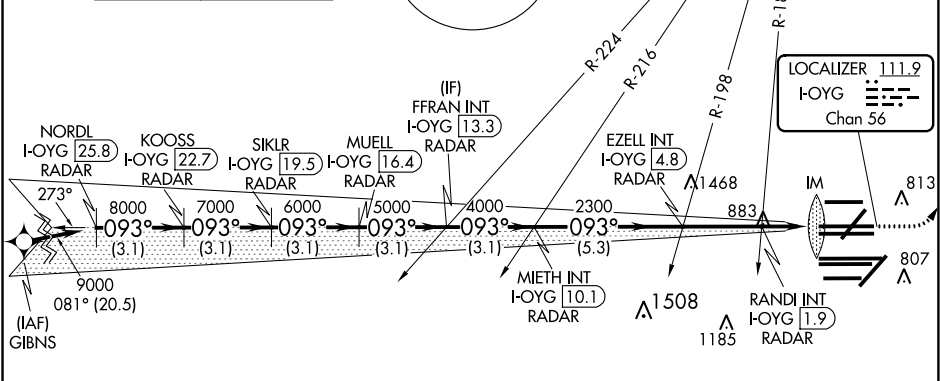 R-224
R-216
R-198
R-18
LOCALIZER 111.9
I-OYG
Chan 56
(IF)
FFRAN INT
I-OYG 13.3
RADAR
NORDL
I-OYG 25.8
RADAR
KOOSS
I-OYG 22.7
RADAR
SIKLR
I-OYG 19.5
RADAR
MUELL
I-OYG 16.4
RADAR
EZELL INT
I-OYG 4.8
RADAR
1468
IM
813
273°
8000
7000
6000
5000
4000
2300
883
093°
093°
093°
093°
093°
093°
(3.1)
(3.1)
(3.1)
(3.1)
(3.1)
(5.3)
807
9000
081° (20.5)
(IAF)
GIBNS
MIETH INT
I-OYG 10.1
RADAR
1508
1185
RANDI INT
I-OYG 1.9
RADAR